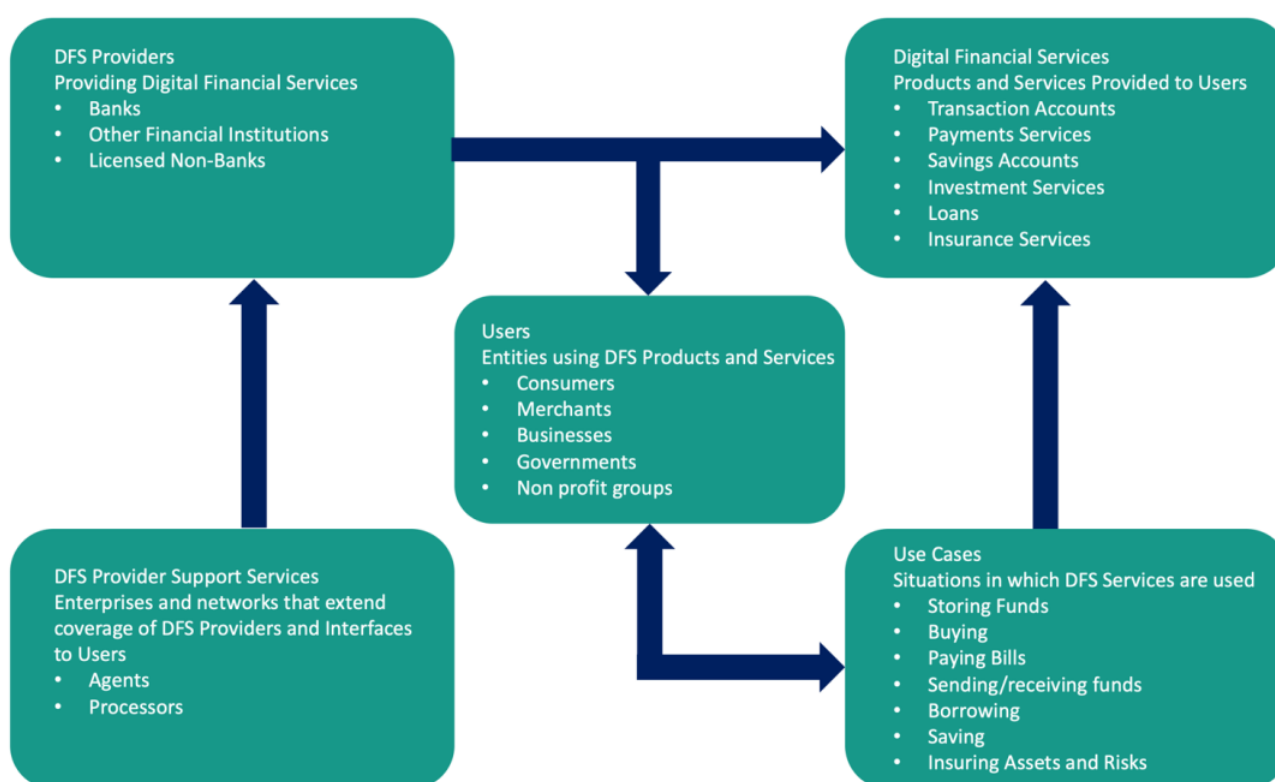 DFS Providers
Providing Digital Financial Services
• Banks
• Other Financial Institutions
• Licensed Non-Banks
Digital Financial Services
Products and Services Provided to Users
• Transaction Accounts
• Payments Services
• Savings Accounts
• Investment Services
• Loans
• Insurance Services
Users
Entities using DFS Products and Services
• Consumers
• Merchants
• Businesses
• Governments
• Non profit groups
DFS Provider Support Services
Enterprises and networks that extend
coverage of DFS Providers and Interfaces
to Users
• Agents
• Processors
Use Cases
Situations in which DFS Services are used
• Storing Funds
• Buying
• Paying Bills
• Sending/receiving funds
• Borrowing
• Saving
• Insuring Assets and Risks